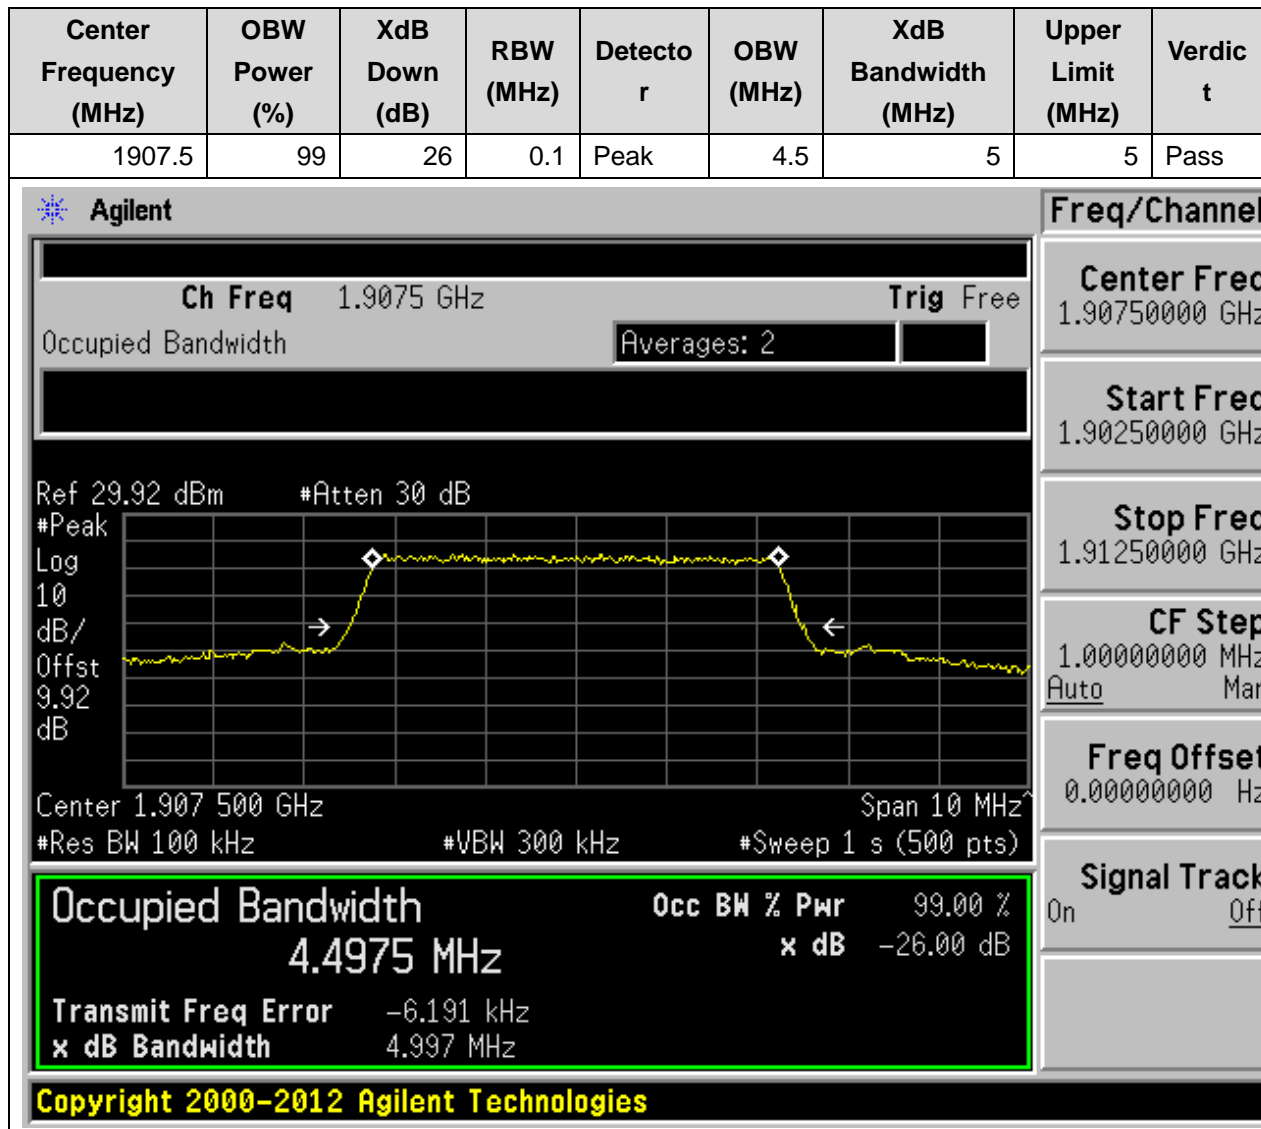 Center Frequency (MHz) OBW Power (%) XdB Down (dB) RBW (MHz) Detector OBW (MHz) XdB Bandwidth (MHz) Upper Limit (MHz) Verdict
1907.5 99 26 0.1 Peak 4.5 5 5 Pass
Agilent
Freq/Channel
Ch Freq 1.9075 GHz Trig Free
Occupied Bandwidth Averages: 2
Center Freq
1.90750000 GHz
Start Freq
1.90250000 GHz
Stop Freq
1.91250000 GHz
CF Step
1.00000000 MHz
Auto Man
Freq Offset
0.00000000 Hz
Signal Track
On Off
Ref 29.92 dBm #Atten 30 dB
#Peak
Log
10
dB/
Offst
9.92
dB
Center 1.907 500 GHz Span 10 MHz^
#Res BW 100 kHz #VBW 300 kHz #Sweep 1 s (500 pts)
Occupied Bandwidth Occ BW % Pwr 99.00 %
4.4975 MHz x dB -26.00 dB
Transmit Freq Error -6.191 kHz
x dB Bandwidth 4.997 MHz
Copyright 2000-2012 Agilent Technologies